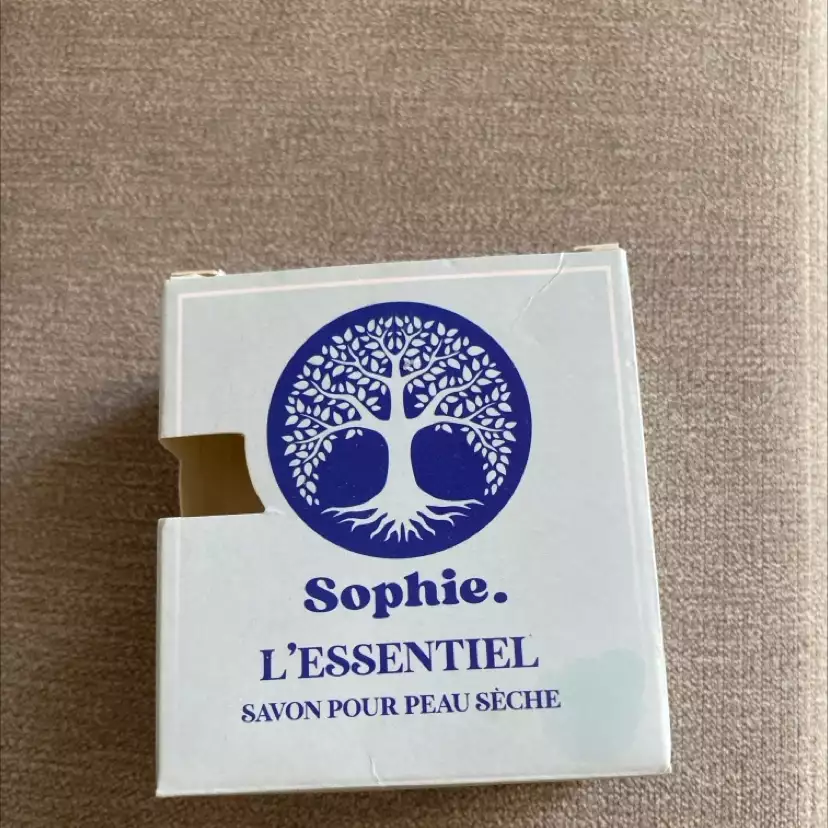 Sophie.
L'ESSENTIEL
SAVON POUR PEAU SÈCHE